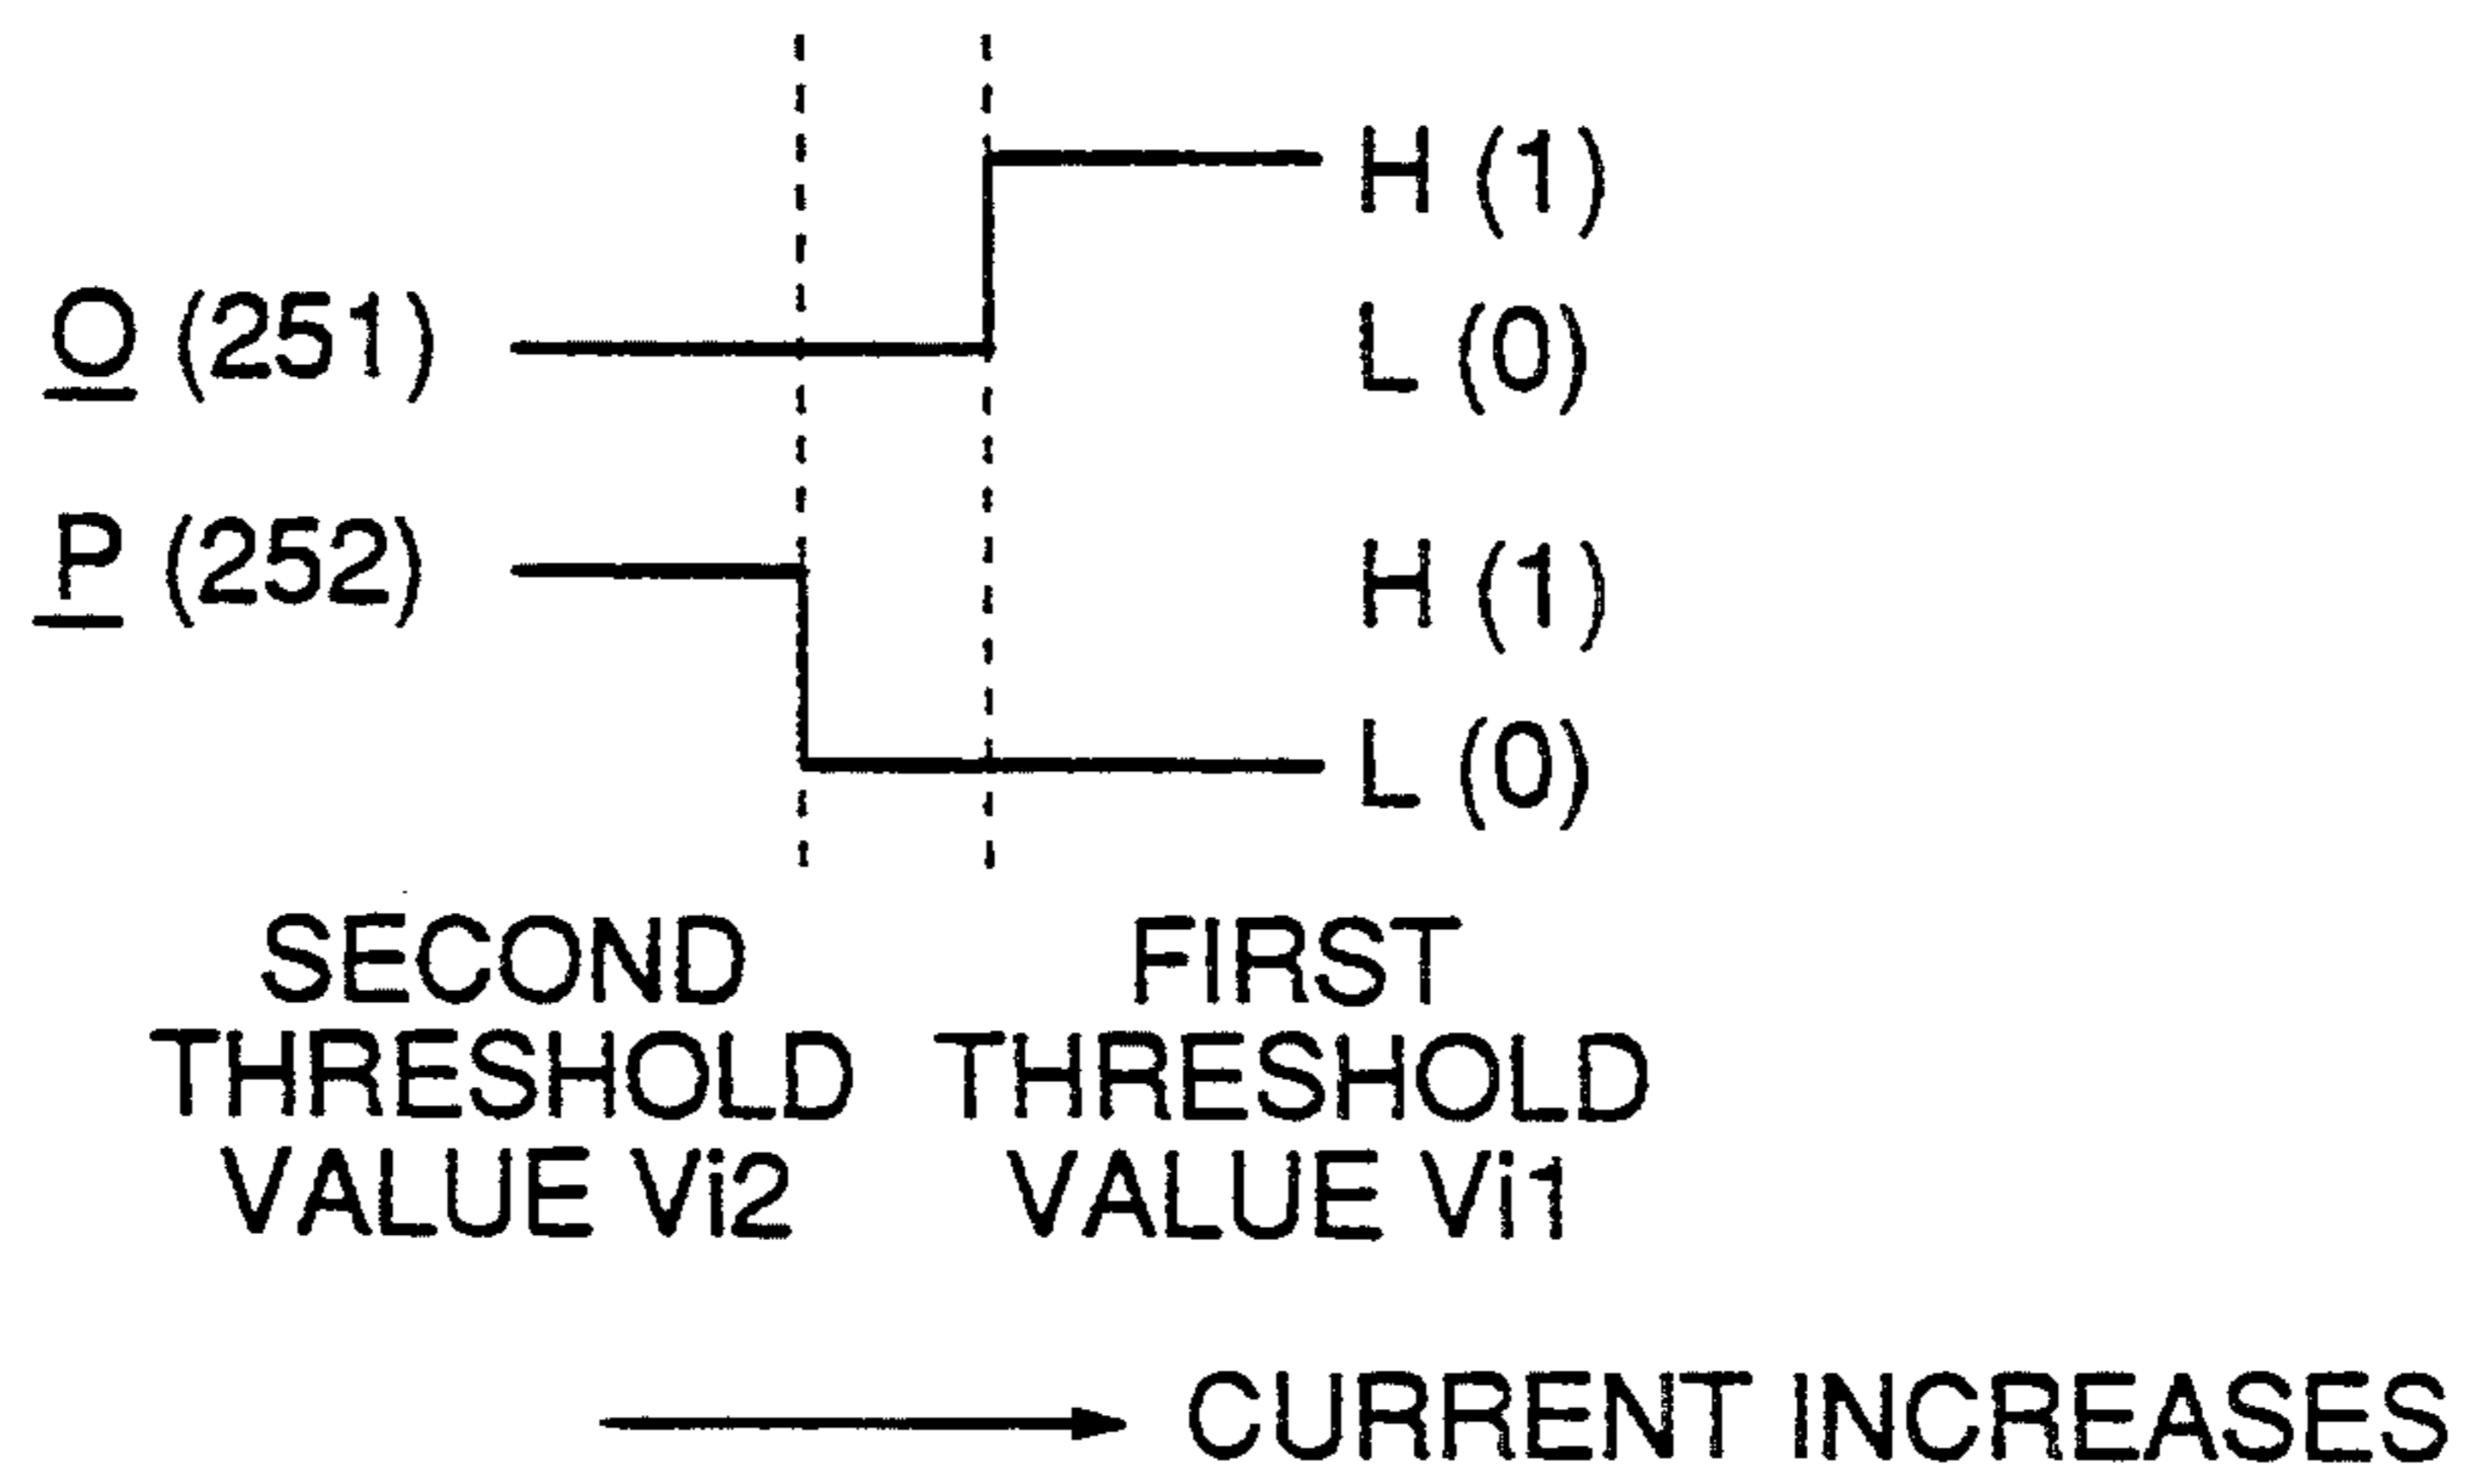 H (1)
O (251)
L (0)
P (252)
H (1)
L (0)
SECOND THRESHOLD VALUE Vi2
FIRST THRESHOLD VALUE Vi1
CURRENT INCREASES